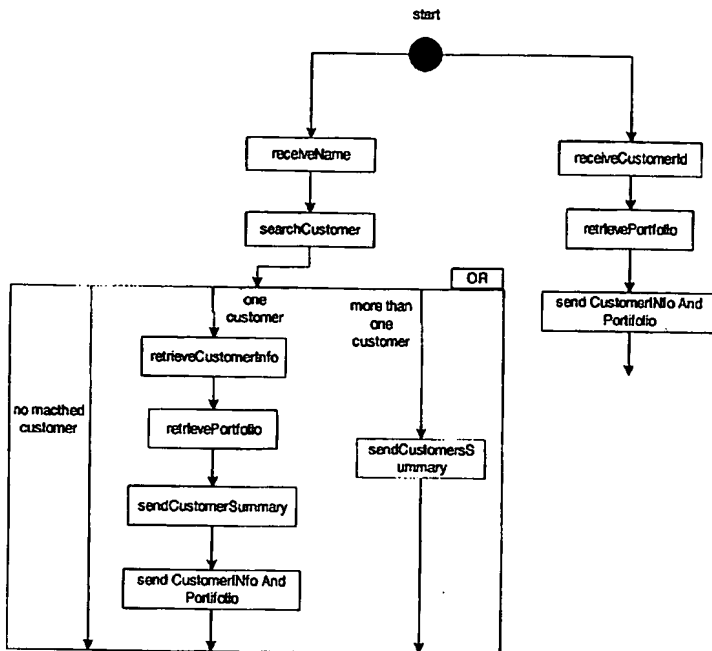 start
receiveName
receiveCustomerId
searchCustomer
retrievePortfolio
OR
one
customer
more than
one
customer
send CustomerINfo And
Portifolio
retrieveCustomerInfo
no macthed
customer
retrievePortfolio
sendCustomersS
ummary
sendCustomerSummary
send CustomerINfo And
Portifolio